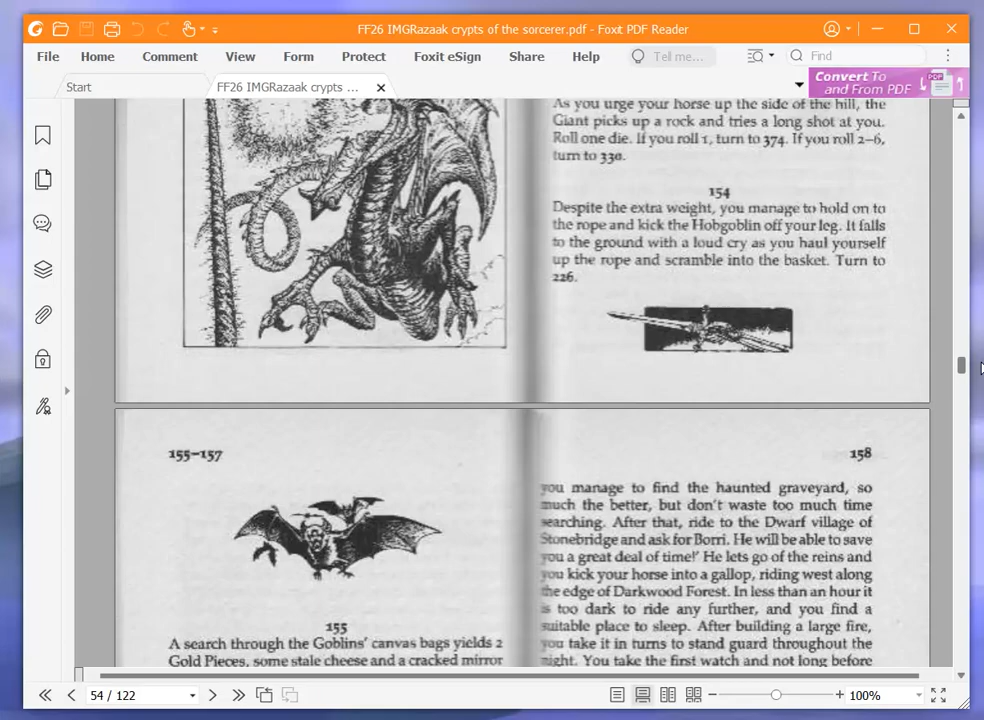 FF26 IMGRazaak crypts of the sorcerer.pdf - Foxit PDF Reader
File Home Comment View Form Protect Foxit eSign Share Help Tell me... Find
Start FF26 IMGRazaak crypts ... Convert To and From PDF
As you urge your horse up the side of the hill, the
Giant picks up a rock and tries a long shot at you.
Roll one die. If you roll 1, turn to 374. If you roll 2–6,
turn to 330.
154
Despite the extra weight, you manage to hold on to
the rope and kick the Hobgoblin off your leg. It falls
to the ground with a loud cry as you haul yourself
up the rope and scramble into the basket. Turn to
226.
155–157
155
A search through the Goblins' canvas bags yields 2
Gold Pieces, some stale cheese and a cracked mirror
158
you manage to find the haunted graveyard, so
much the better, but don't waste too much time
searching. After that, ride to the Dwarf village of
Stonebridge and ask for Borri. He will be able to save
you a great deal of time!' He lets go of the reins and
you kick your horse into a gallop, riding west along
the edge of Darkwood Forest. In less than an hour it
is too dark to ride any further, and you find a
suitable place to sleep. After building a large fire,
you take it in turns to stand guard throughout the
night. You take the first watch and not long before
54 / 122 100%